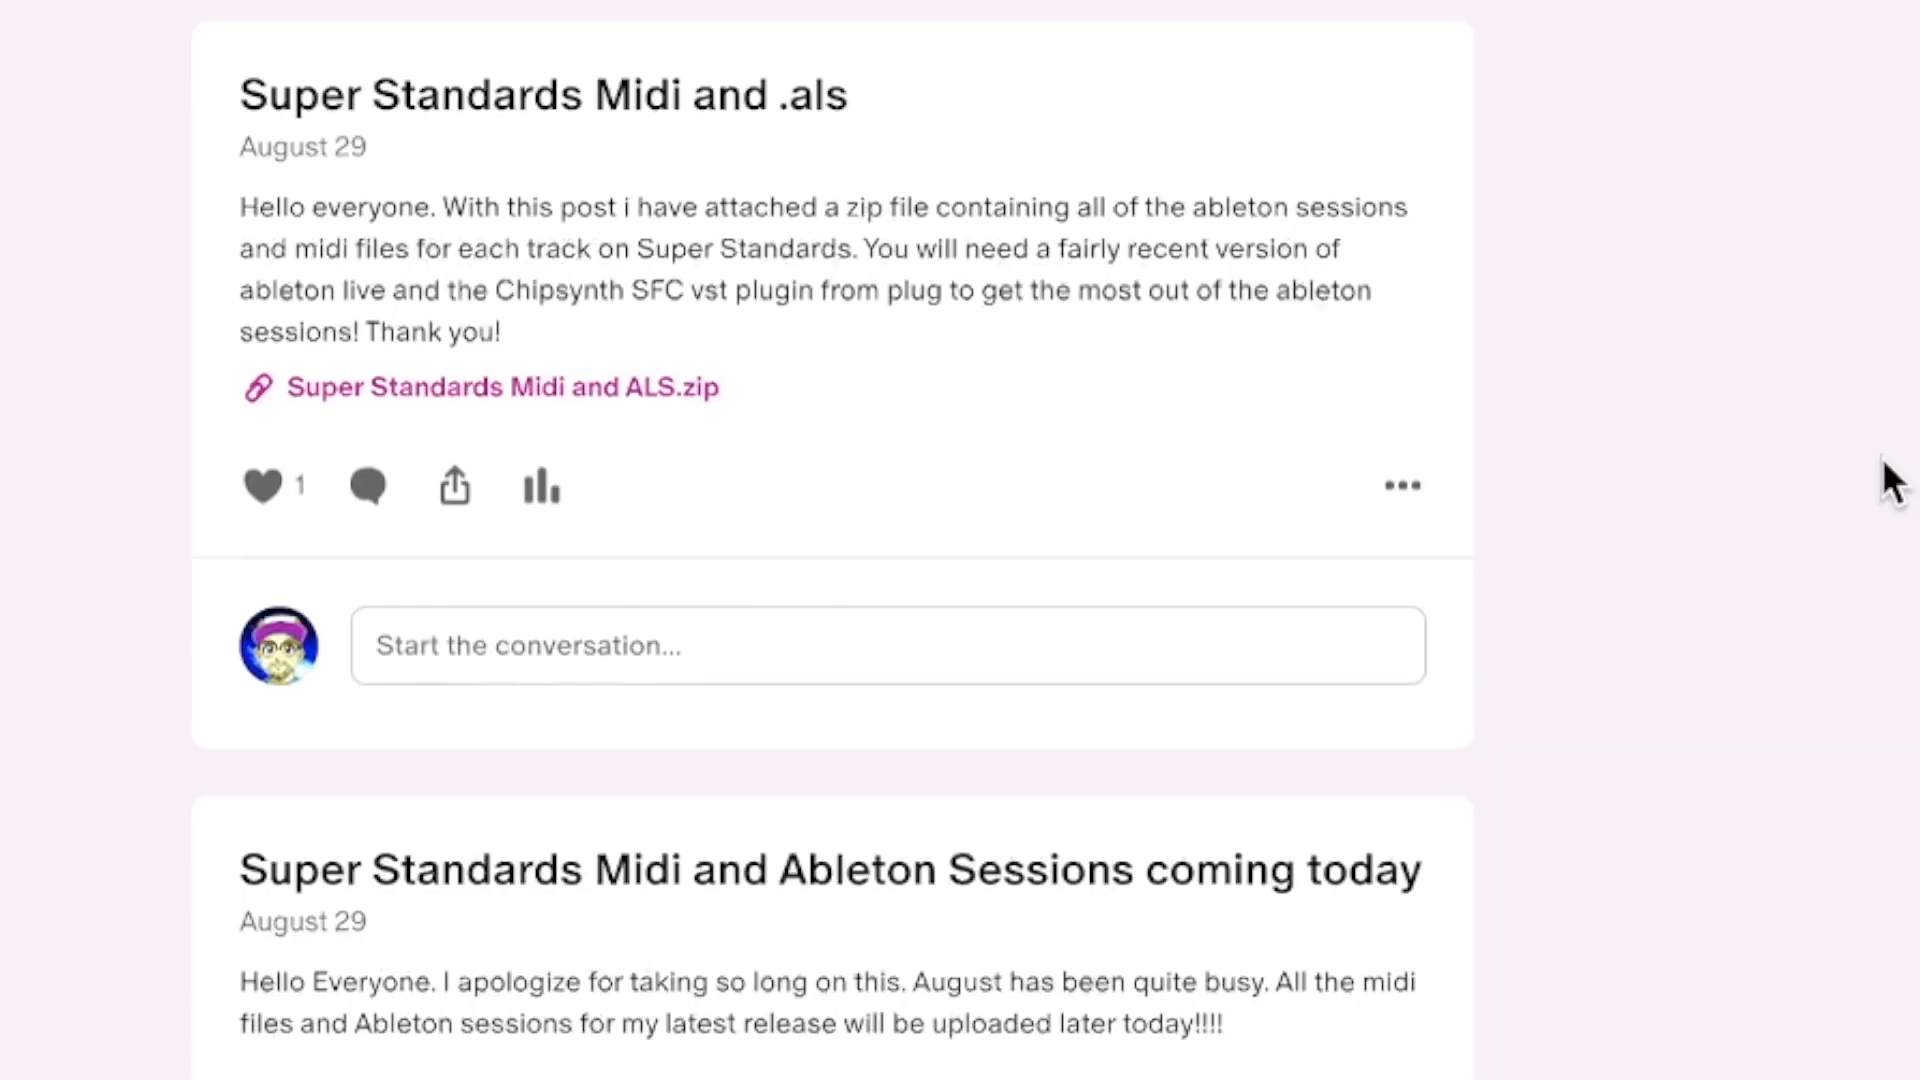 Super Standards Midi and .als
August 29
Hello everyone. With this post i have attached a zip file containing all of the ableton sessions
and midi files for each track on Super Standards. You will need a fairly recent version of
ableton live and the Chipsynth SFC vst plugin from plug to get the most out of the ableton
sessions! Thank you!
Super Standards Midi and ALS.zip
1
Start the conversation...
Super Standards Midi and Ableton Sessions coming today
August 29
Hello Everyone. I apologize for taking so long on this. August has been quite busy. All the midi
files and Ableton sessions for my latest release will be uploaded later today!!!!